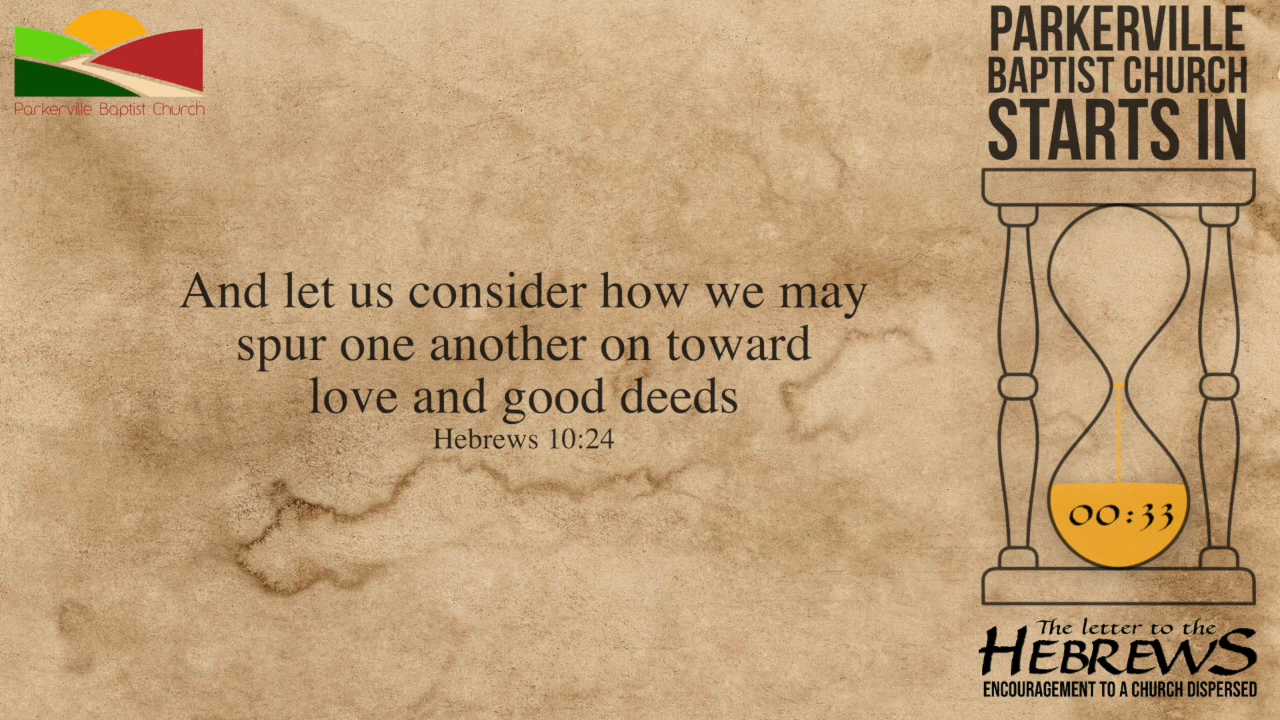 Parkerville Baptist Church
And let us consider how we may
spur one another on toward
love and good deeds
Hebrews 10:24
PARKERVILLE
BAPTIST CHURCH
STARTS IN
00:33
The letter to the
HEBREWS
ENCOURAGEMENT TO A CHURCH DISPERSED